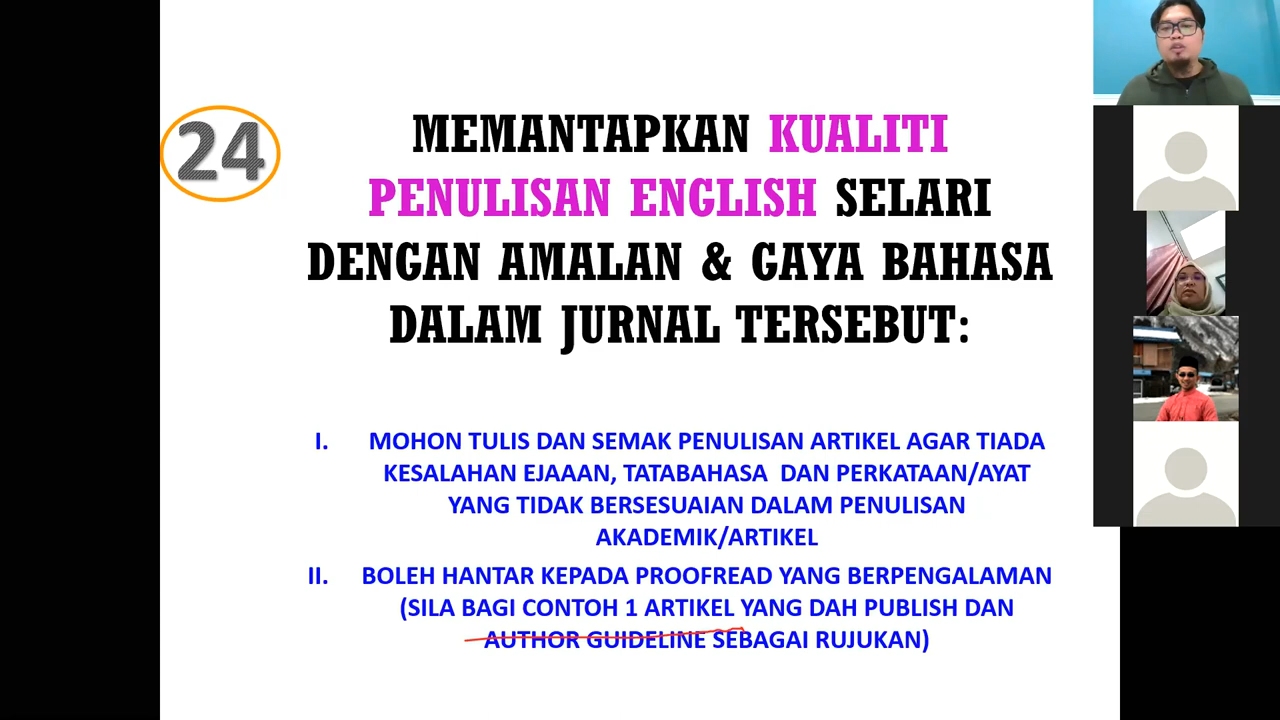 24
MEMANTAPKAN KUALITI
PENULISAN ENGLISH SELARI
DENGAN AMALAN & GAYA BAHASA
DALAM JURNAL TERSEBUT:
I. MOHON TULIS DAN SEMAK PENULISAN ARTIKEL AGAR TIADA
KESALAHAN EJAAAN, TATABAHASA DAN PERKATAAN/AYAT
YANG TIDAK BERSESUAIAN DALAM PENULISAN
AKADEMIK/ARTIKEL
II. BOLEH HANTAR KEPADA PROOFREAD YANG BERPENGALAMAN
(SILA BAGI CONTOH 1 ARTIKEL YANG DAH PUBLISH DAN
AUTHOR GUIDELINE SEBAGAI RUJUKAN)